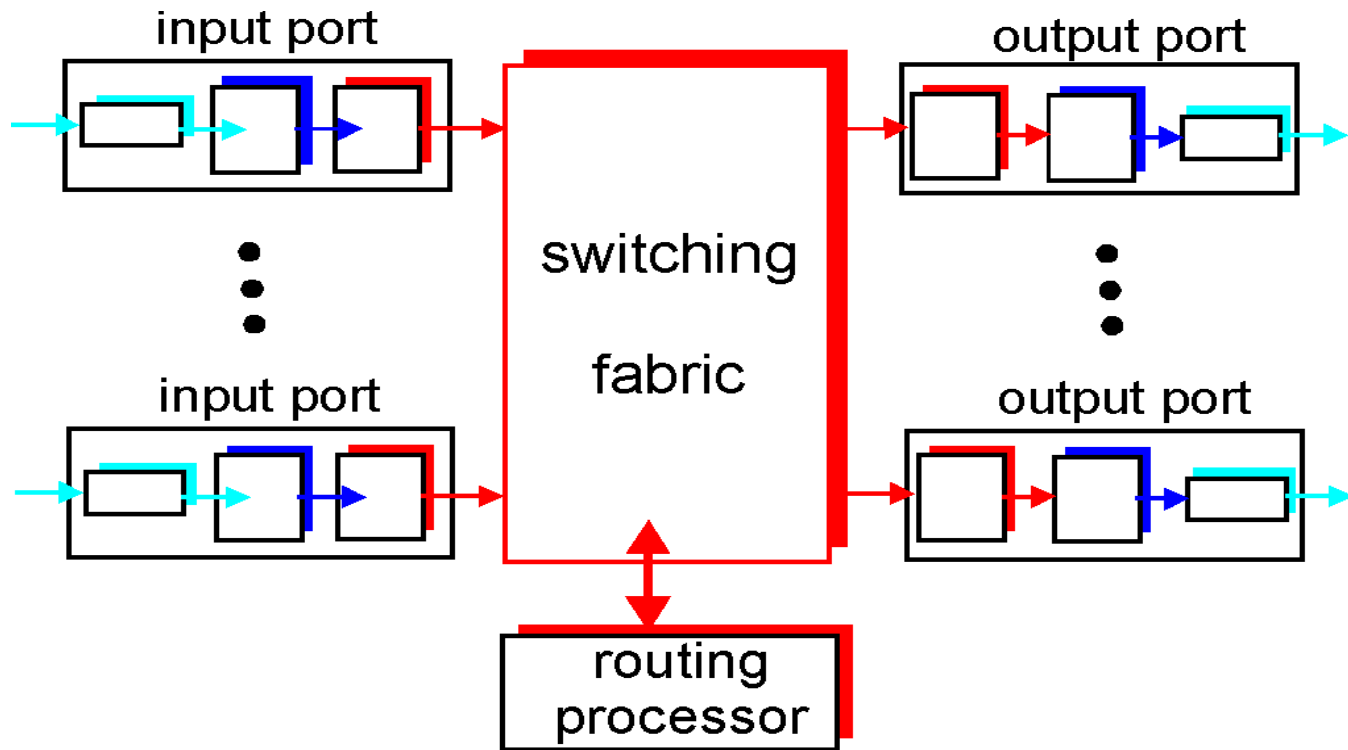 input port
output port
switching
fabric
input port
output port
routing
processor